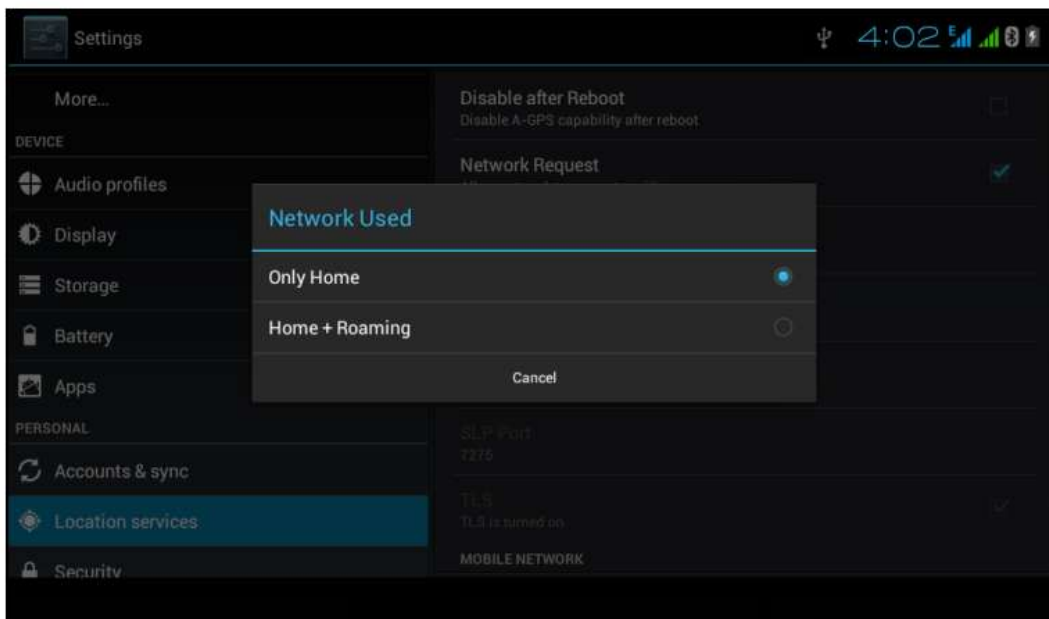 Settings
4:02
E
More...
DEVICE
Audio profiles
Display
Storage
Battery
Apps
PERSONAL
Accounts & sync
Location services
Security
Disable after Reboot
Disable A-GPS capability after reboot
Network Request
Network Used
Only Home
Home + Roaming
Cancel
SLP Port
7275
TLS
TLS is turned on
MOBILE NETWORK